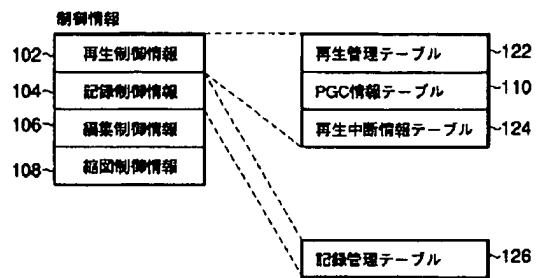 制御情報
102 再生制御情報
104 記録制御情報
106 編集制御情報
108 縮図制御情報
再生管理テーブル 122
PGC情報テーブル 110
再生中断情報テーブル 124
記録管理テーブル 126